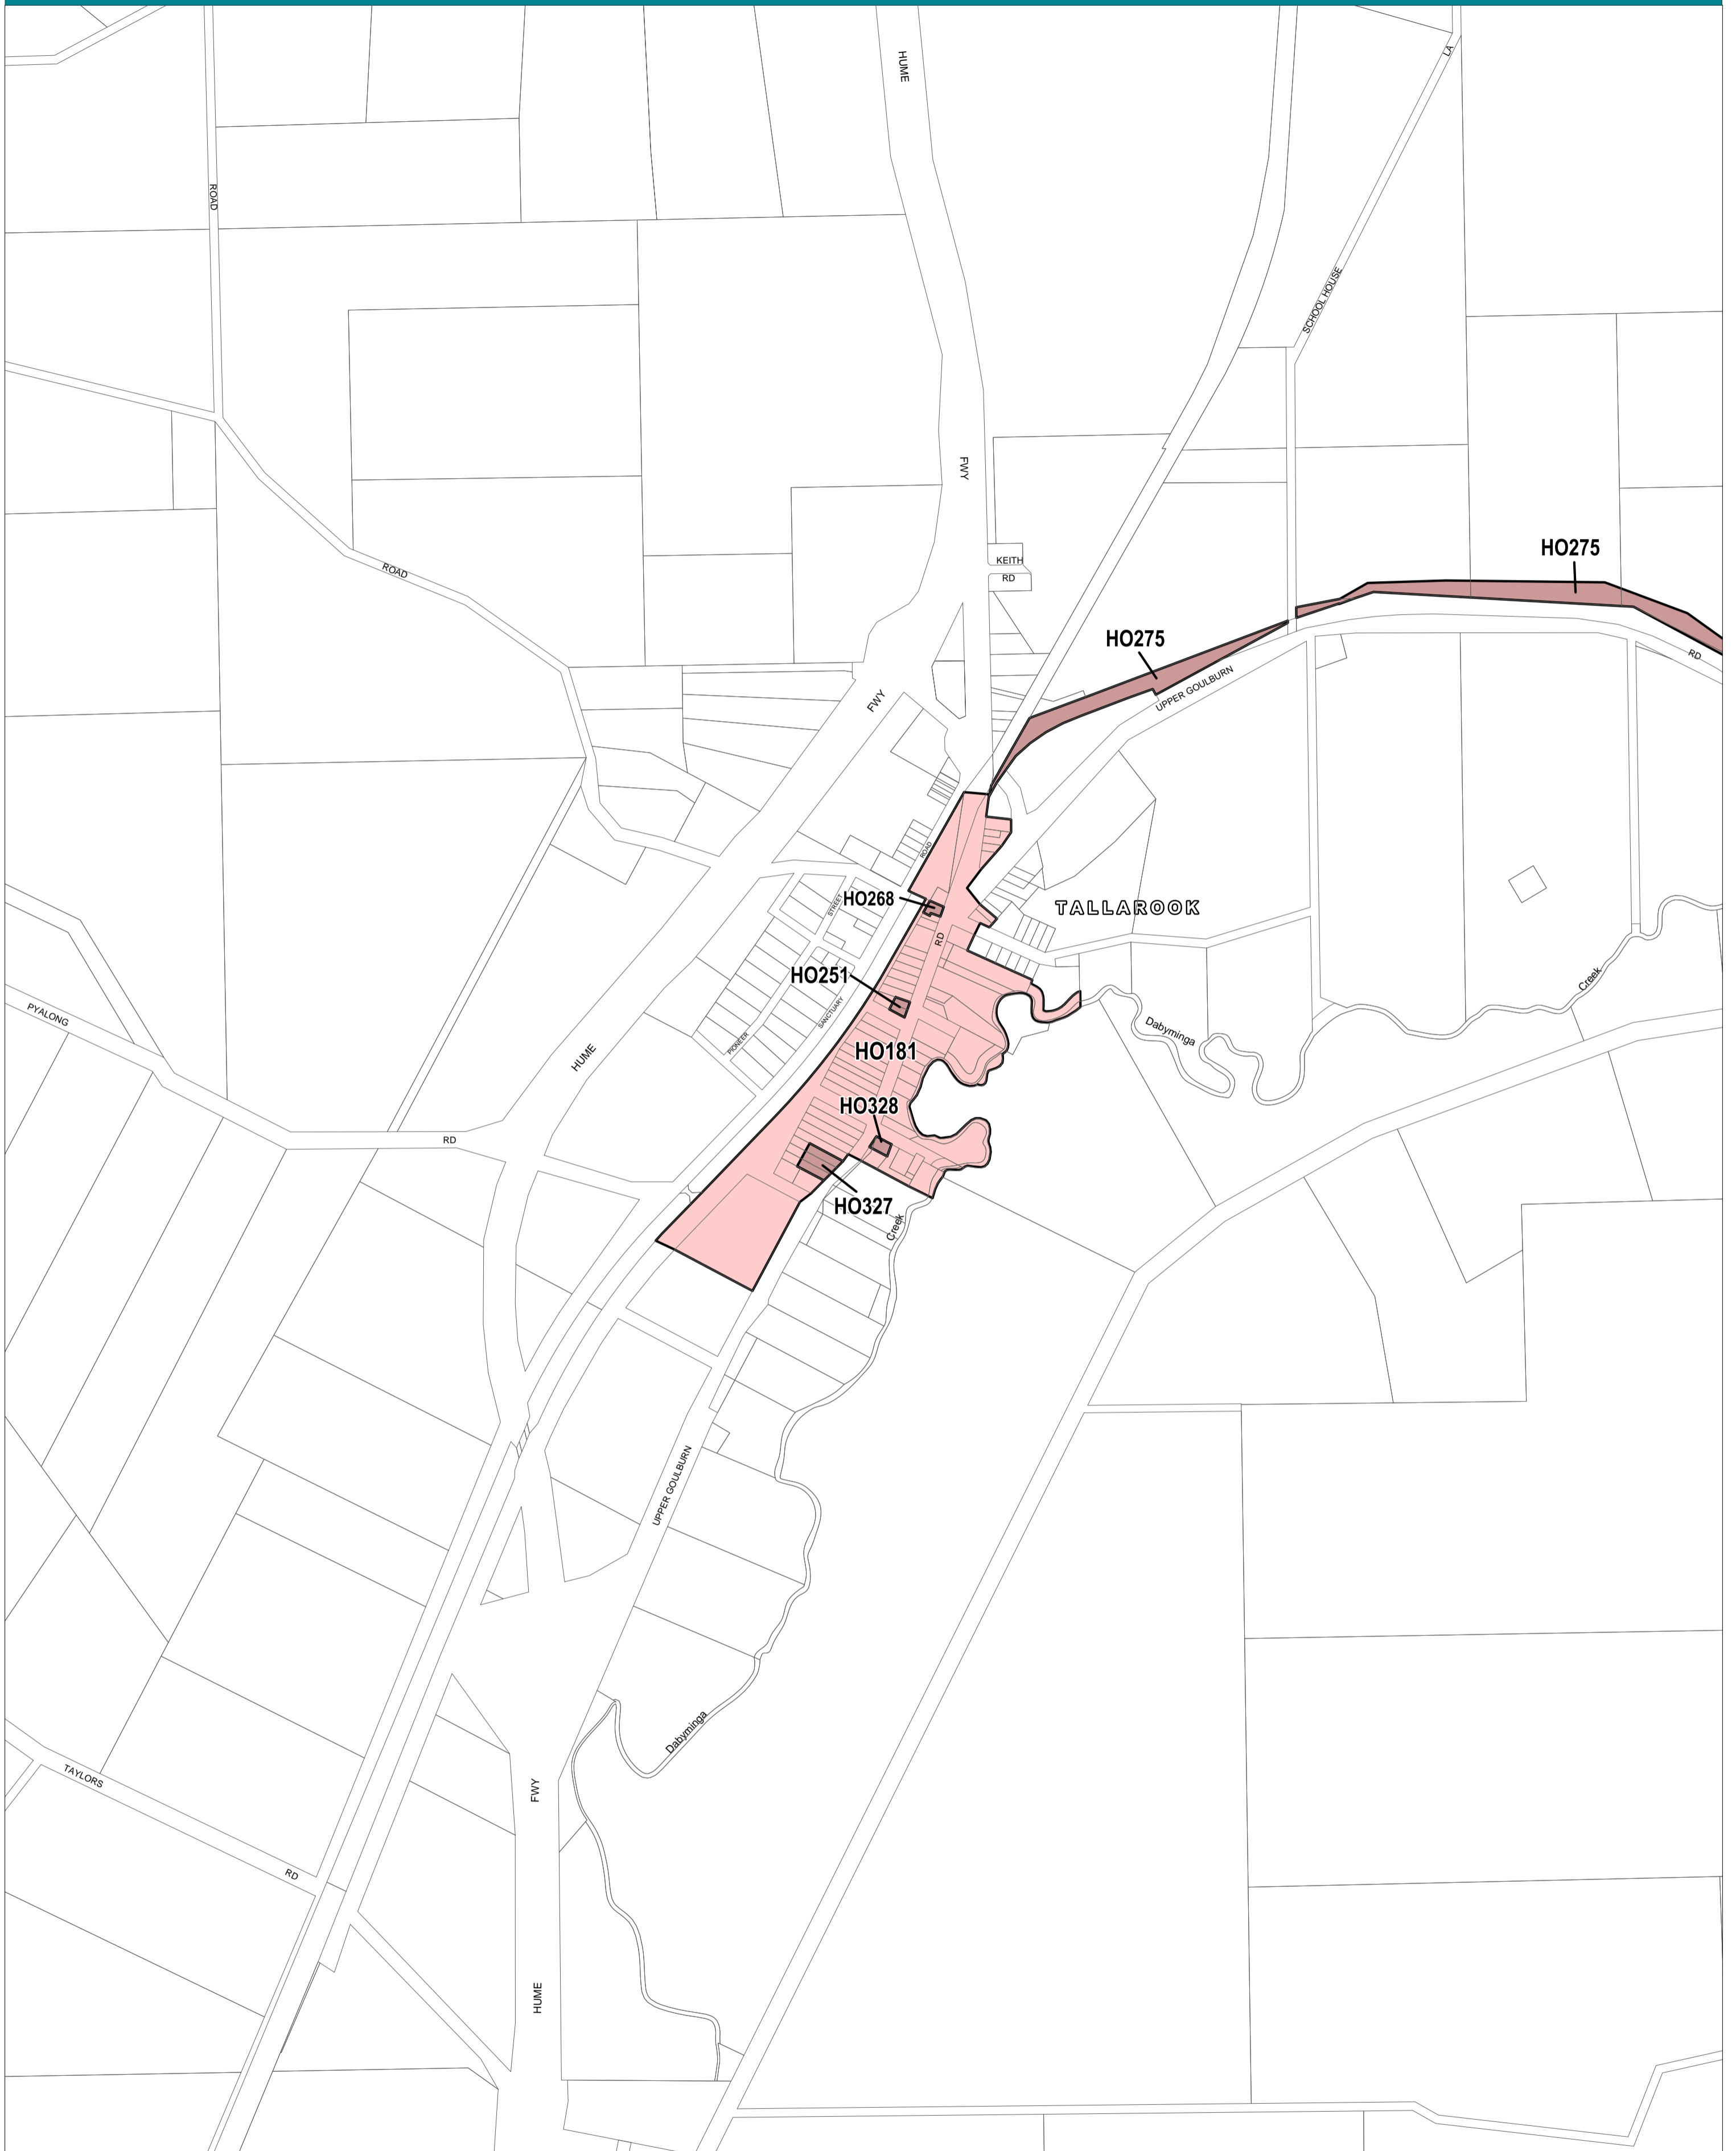 HUME
LA
ROAD
SCHOOL HOUSE
FWY
HO275
KEITH
RD
ROAD
HO275
RD
UPPER GOULBURN
FWY
ROAD
HO268
STREET
TALLAROOK
RD
HO251
Creek
SANCTUARY
PYALONG
Dabyminga
PIONEER
HO181
HUME
HO328
RD
HO327
Creek
UPPER GOULBURN
Dabyminga
TAYLORS
FWY
RD
HUME